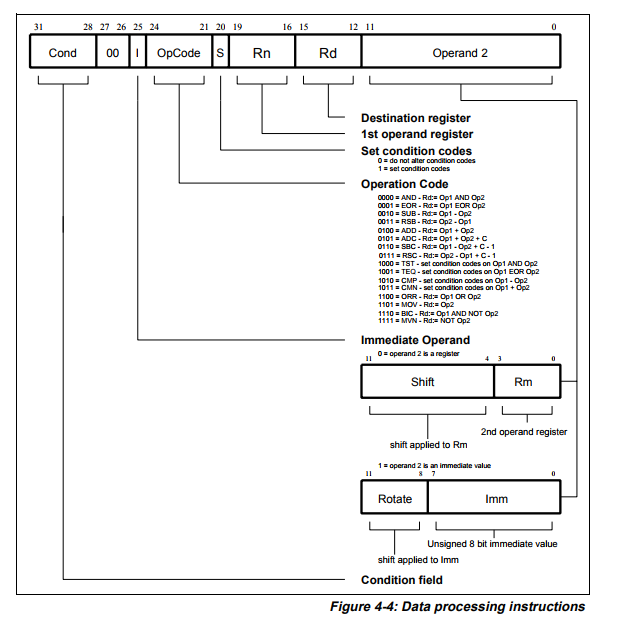 31 28 27 26 25 24 21 20 19 16 15 12 11 0
Cond 00 I OpCode S Rn Rd Operand 2
Destination register
1st operand register
Set condition codes
0 = do not alter condition codes
1 = set condition codes
Operation Code
0000 = AND - Rd:= Op1 AND Op2
0001 = EOR - Rd:= Op1 EOR Op2
0010 = SUB - Rd:= Op1 - Op2
0011 = RSB - Rd:= Op2 - Op1
0100 = ADD - Rd:= Op1 + Op2
0101 = ADC - Rd:= Op1 + Op2 + C
0110 = SBC - Rd:= Op1 - Op2 + C - 1
0111 = RSC - Rd:= Op2 - Op1 + C - 1
1000 = TST - set condition codes on Op1 AND Op2
1001 = TEQ - set condition codes on Op1 EOR Op2
1010 = CMP - set condition codes on Op1 - Op2
1011 = CMN - set condition codes on Op1 + Op2
1100 = ORR - Rd:= Op1 OR Op2
1101 = MOV - Rd:= Op2
1110 = BIC - Rd:= Op1 AND NOT Op2
1111 = MVN - Rd:= NOT Op2
Immediate Operand
0 = operand 2 is a register
11 4 3 0
Shift Rm
2nd operand register
shift applied to Rm
1 = operand 2 is an immediate value
11 8 7 0
Rotate Imm
Unsigned 8 bit immediate value
shift applied to Imm
Condition field
Figure 4-4: Data processing instructions